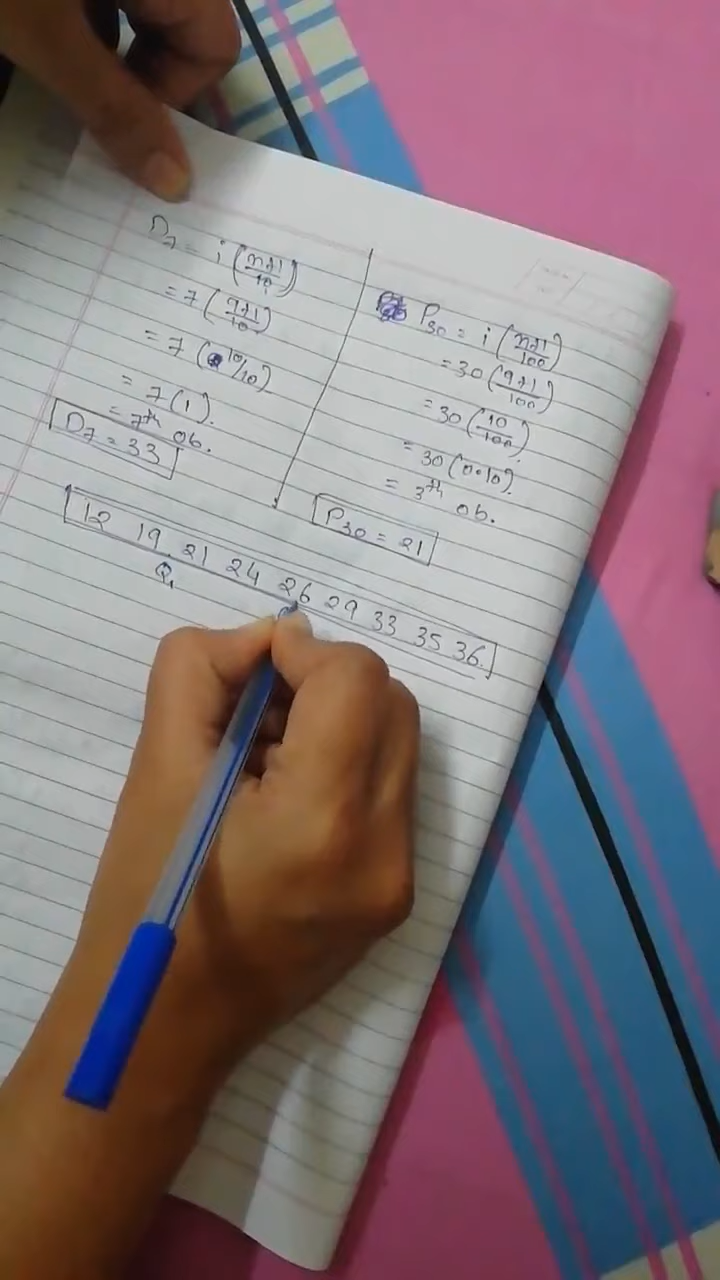 D7 = i (n+1/10)
= 7 (9+1/10)
= 7 (10/10)
= 7 (1).
= 7th ob.
D7 = 33
P30 = i (n+1/100)
= 30 (9+1/100)
= 30 (10/100).
= 30 (0.10).
= 3th ob.
P30 = 21
12 19 21 24 26 29 33 35 36
Q1